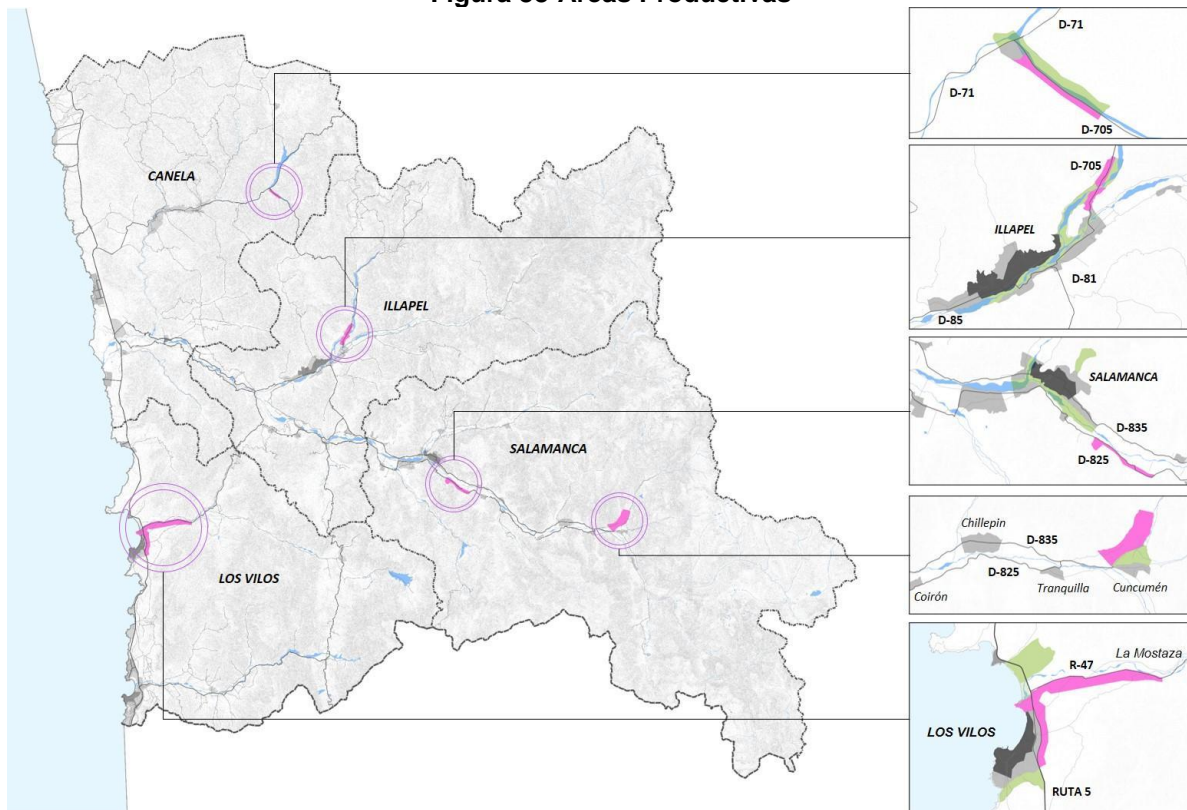 Figura 33 Áreas Productivas
CANELA
ILLAPEL
SALAMANCA
LOS VILOS
D-71
D-71
D-705
D-705
ILLAPEL
D-81
D-85
SALAMANCA
D-835
D-825
Chillepin
D-835
D-825
Coirón
Tranquilla
Cuncumén
La Mostaza
R-47
LOS VILOS
RUTA 5